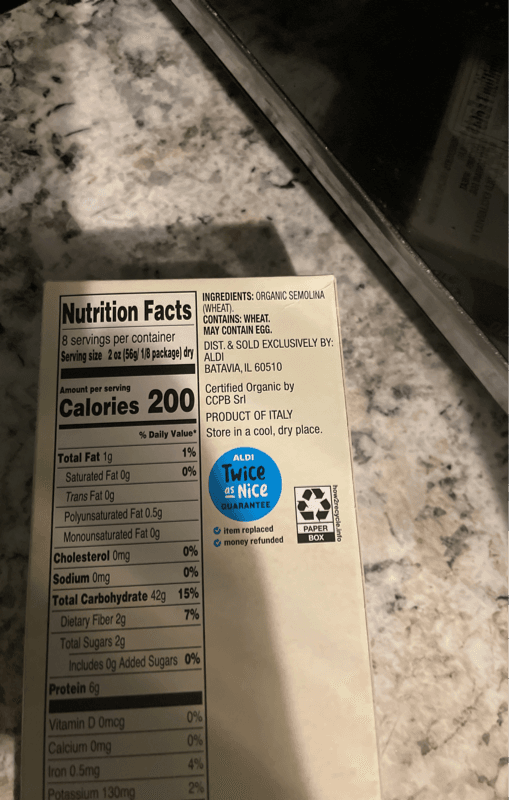 Nutrition Facts
8 servings per container
Serving size 2 oz (56g/ 1/8 package) dry
Amount per serving
Calories 200
% Daily Value*
Total Fat 1g 1%
Saturated Fat 0g 0%
Trans Fat 0g
Polyunsaturated Fat 0.5g
Monounsaturated Fat 0g
Cholesterol 0mg 0%
Sodium 0mg 0%
Total Carbohydrate 42g 15%
Dietary Fiber 2g 7%
Total Sugars 2g
Includes 0g Added Sugars 0%
Protein 6g
Vitamin D 0mcg 0%
Calcium 0mg 0%
Iron 0.5mg 4%
Potassium 130mg 2%
INGREDIENTS: ORGANIC SEMOLINA
(WHEAT).
CONTAINS: WHEAT.
MAY CONTAIN EGG.
DIST. & SOLD EXCLUSIVELY BY:
ALDI
BATAVIA, IL 60510
Certified Organic by
CCPB Srl
PRODUCT OF ITALY
Store in a cool, dry place.
ALDI
Twice
as Nice
GUARANTEE
item replaced
money refunded
PAPER
BOX
how2recycle.info